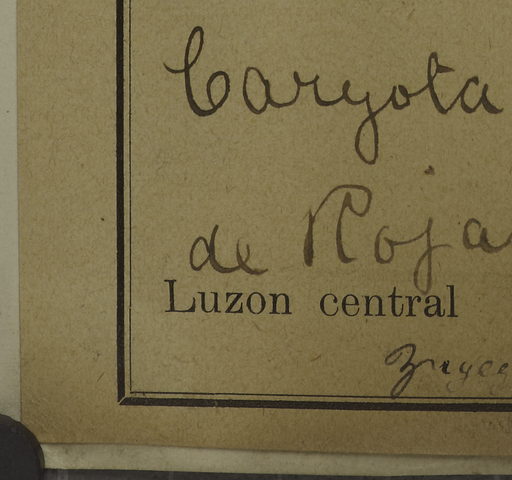 Caryota
de Roja
Luzon central